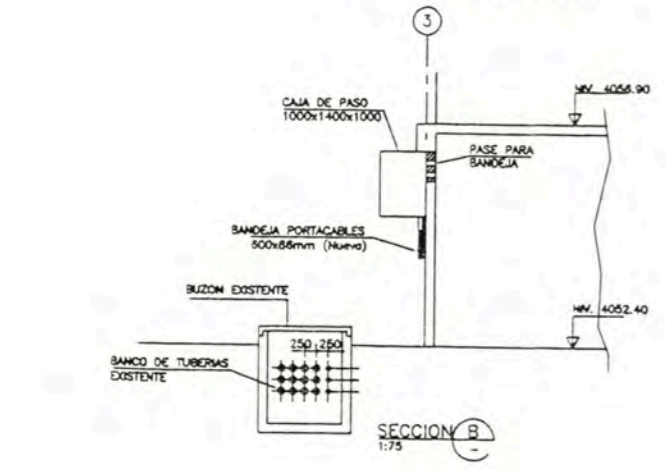 3
NIV. 4056.90
CAJA DE PASO
1000x1400x1000
PASE PARA
BANDEJA
BANDEJA PORTACABLES
600x86mm (Nueva)
BUZON EXISTENTE
NIV. 4052.40
250 250
BANCO DE TUBERIAS
EXISTENTE
SECCION B
1:75
-